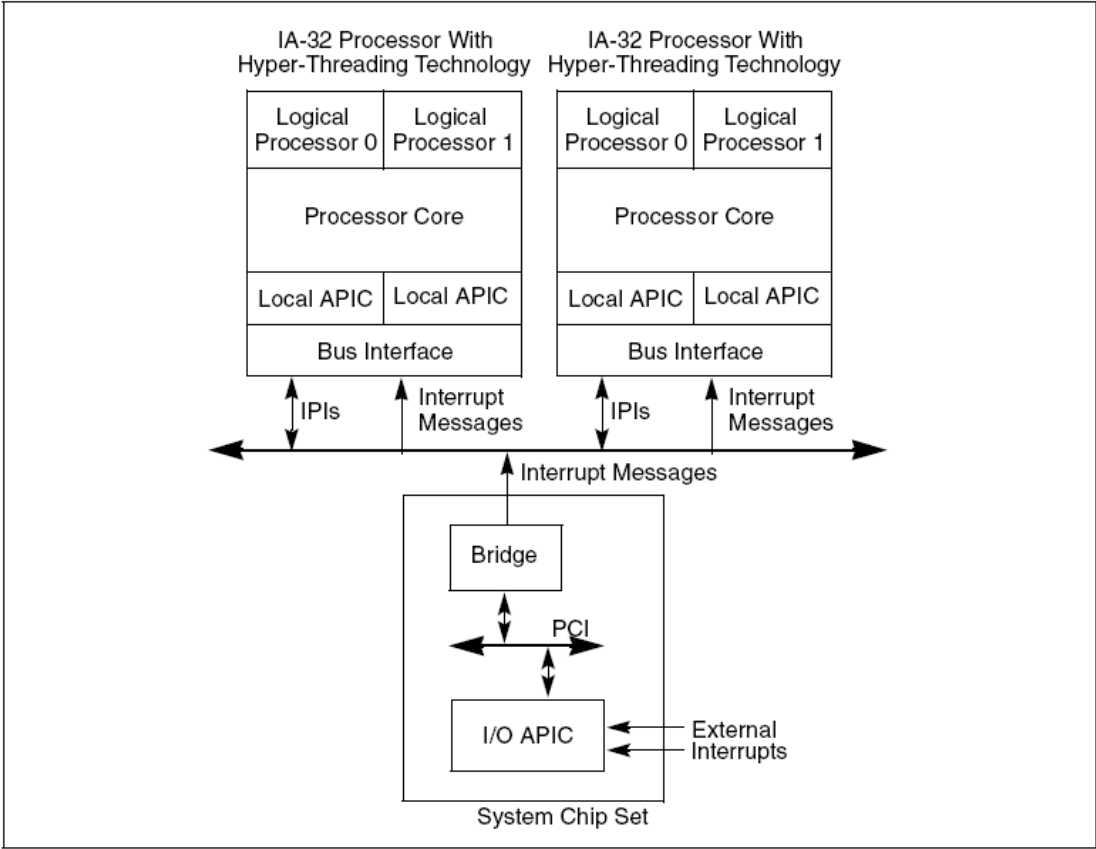 IA-32 Processor With
Hyper-Threading Technology
IA-32 Processor With
Hyper-Threading Technology
Logical
Processor 0
Logical
Processor 1
Logical
Processor 0
Logical
Processor 1
Processor Core
Processor Core
Local APIC
Local APIC
Local APIC
Local APIC
Bus Interface
Bus Interface
IPIs
Interrupt
Messages
IPIs
Interrupt
Messages
Interrupt Messages
Bridge
PCI
I/O APIC
External
Interrupts
System Chip Set